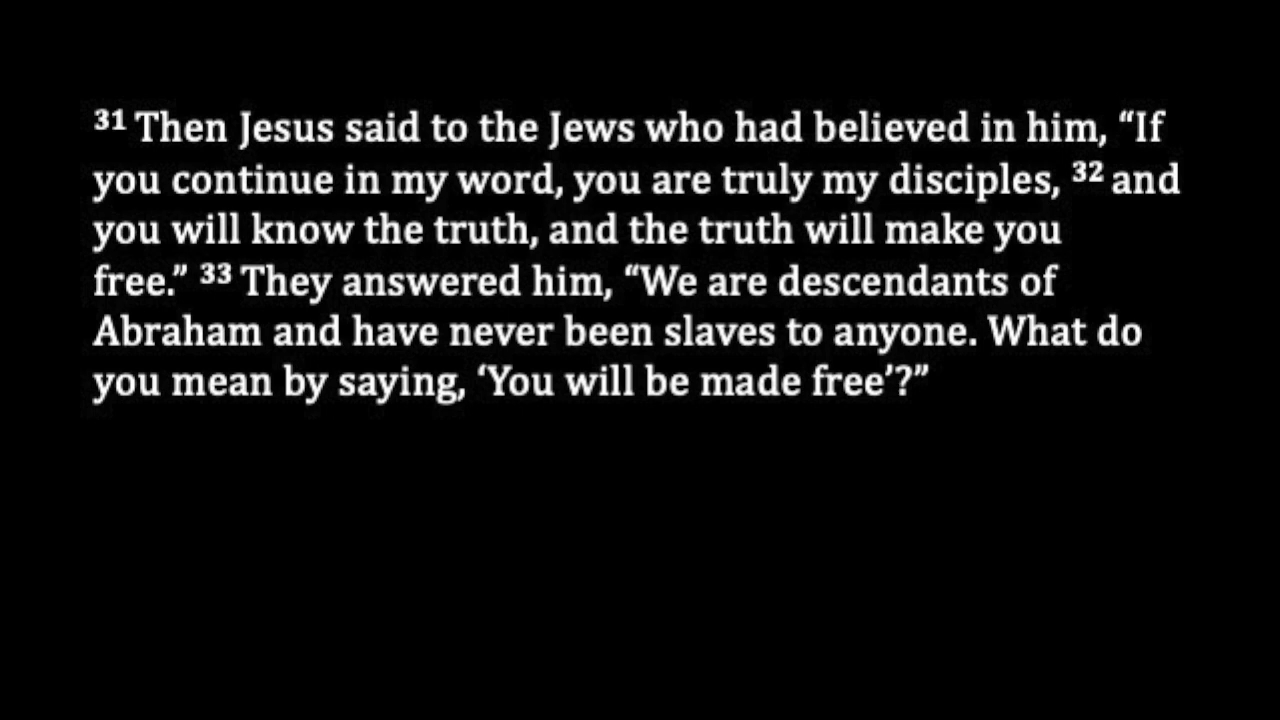 31 Then Jesus said to the Jews who had believed in him, “If
you continue in my word, you are truly my disciples, 32 and
you will know the truth, and the truth will make you
free.” 33 They answered him, “We are descendants of
Abraham and have never been slaves to anyone. What do
you mean by saying, ‘You will be made free’?”